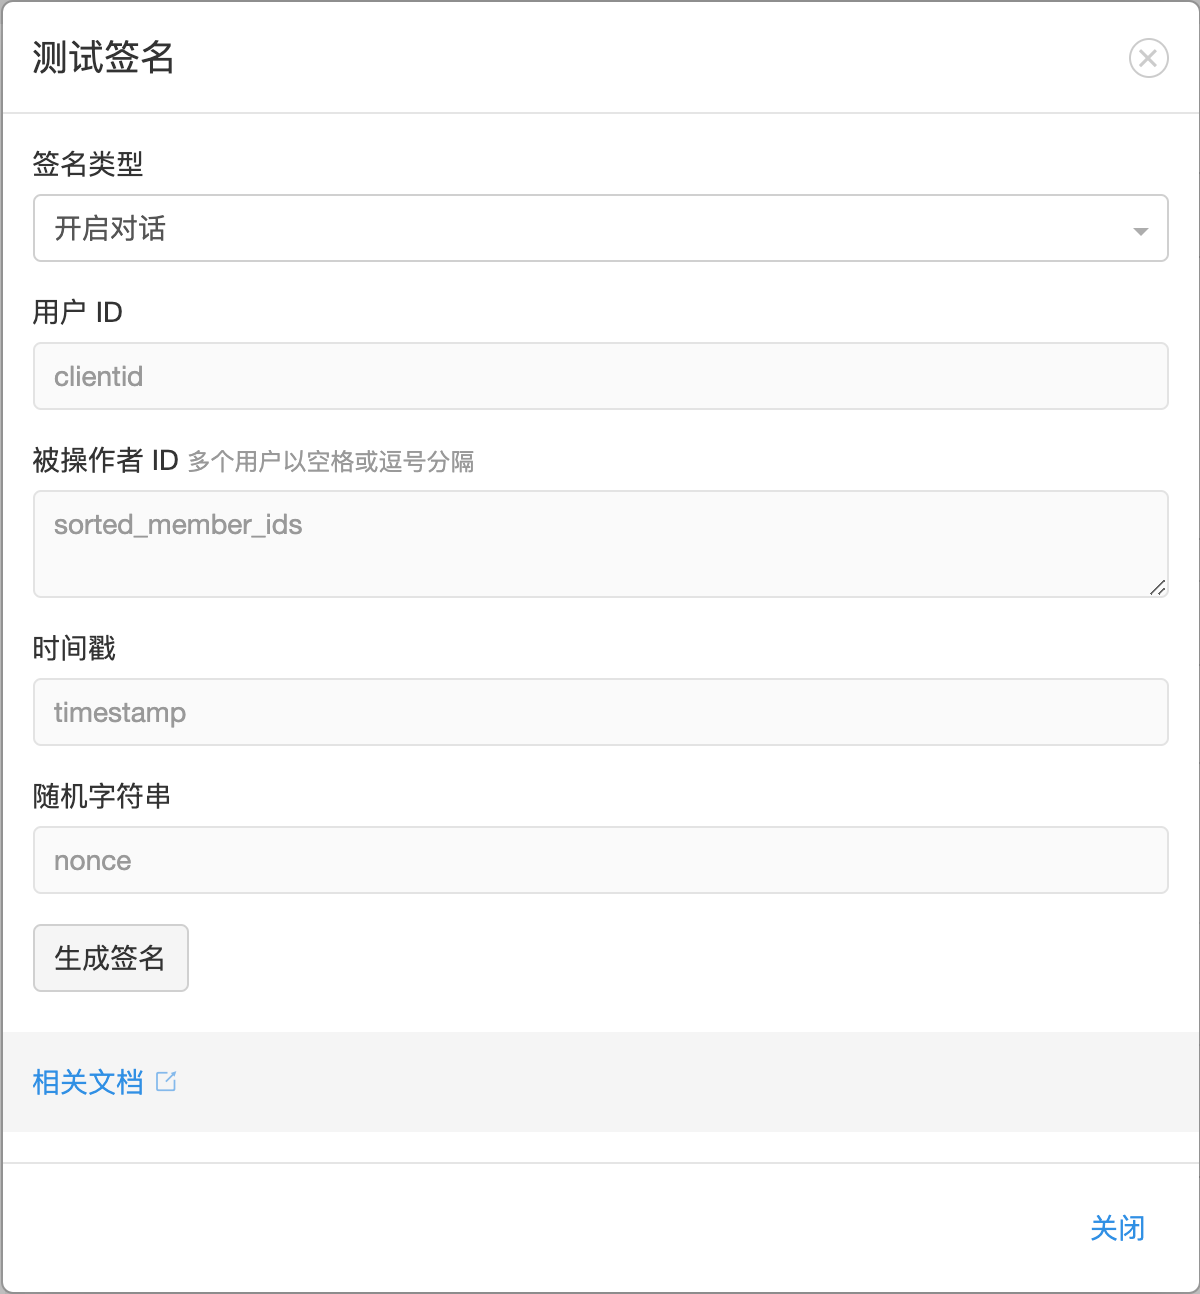 测试签名
签名类型
开启对话
用户 ID
clientid
被操作者 ID 多个用户以空格或逗号分隔
sorted_member_ids
时间戳
timestamp
随机字符串
nonce
生成签名
相关文档
关闭